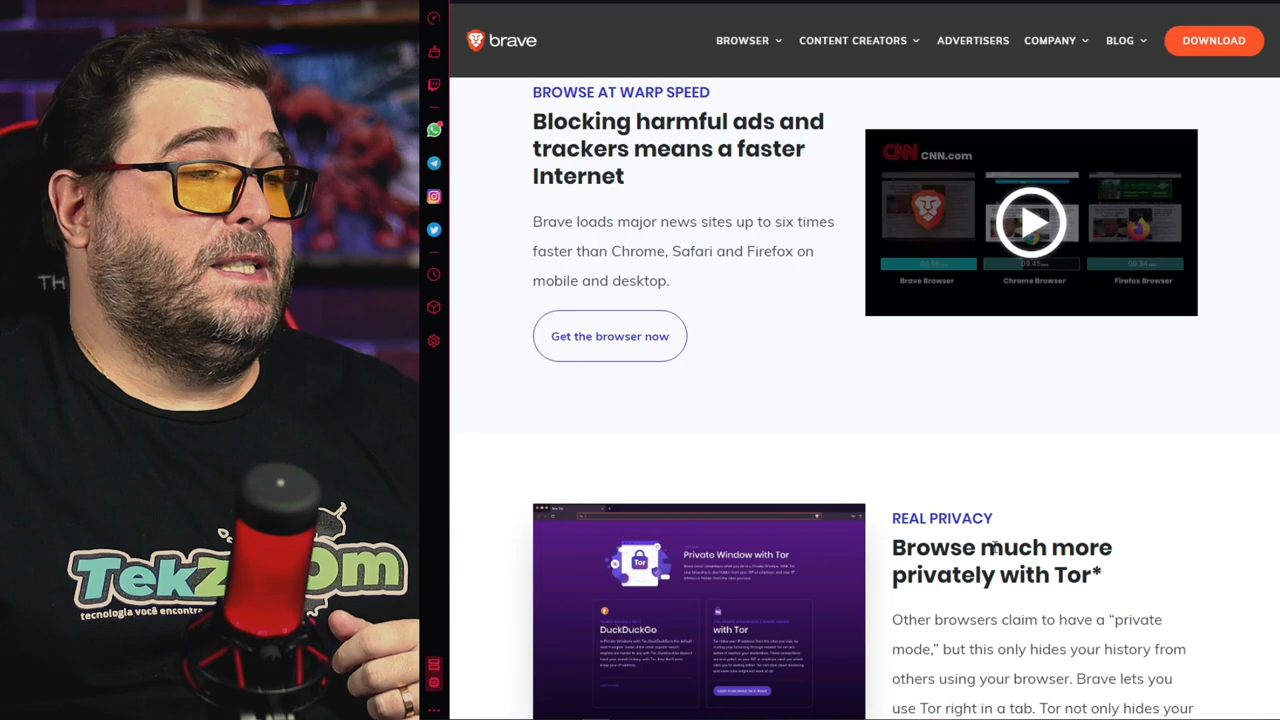 brave
BROWSER
CONTENT CREATORS
ADVERTISERS
COMPANY
BLOG
DOWNLOAD
BROWSE AT WARP SPEED
Blocking harmful ads and
trackers means a faster
Internet
Brave loads major news sites up to six times
faster than Chrome, Safari and Firefox on
mobile and desktop.
Get the browser now
CNN CNN.com
Brave Browser
Chrome Browser
Firefox Browser
Private Window with Tor
Tor
DuckDuckGo
with Tor
REAL PRIVACY
Browse much more
privately with Tor*
Other browsers claim to have a “private
mode,” but this only hides your history from
others using your browser. Brave lets you
use Tor right in a tab. Tor not only hides your
TH
tecnologia você